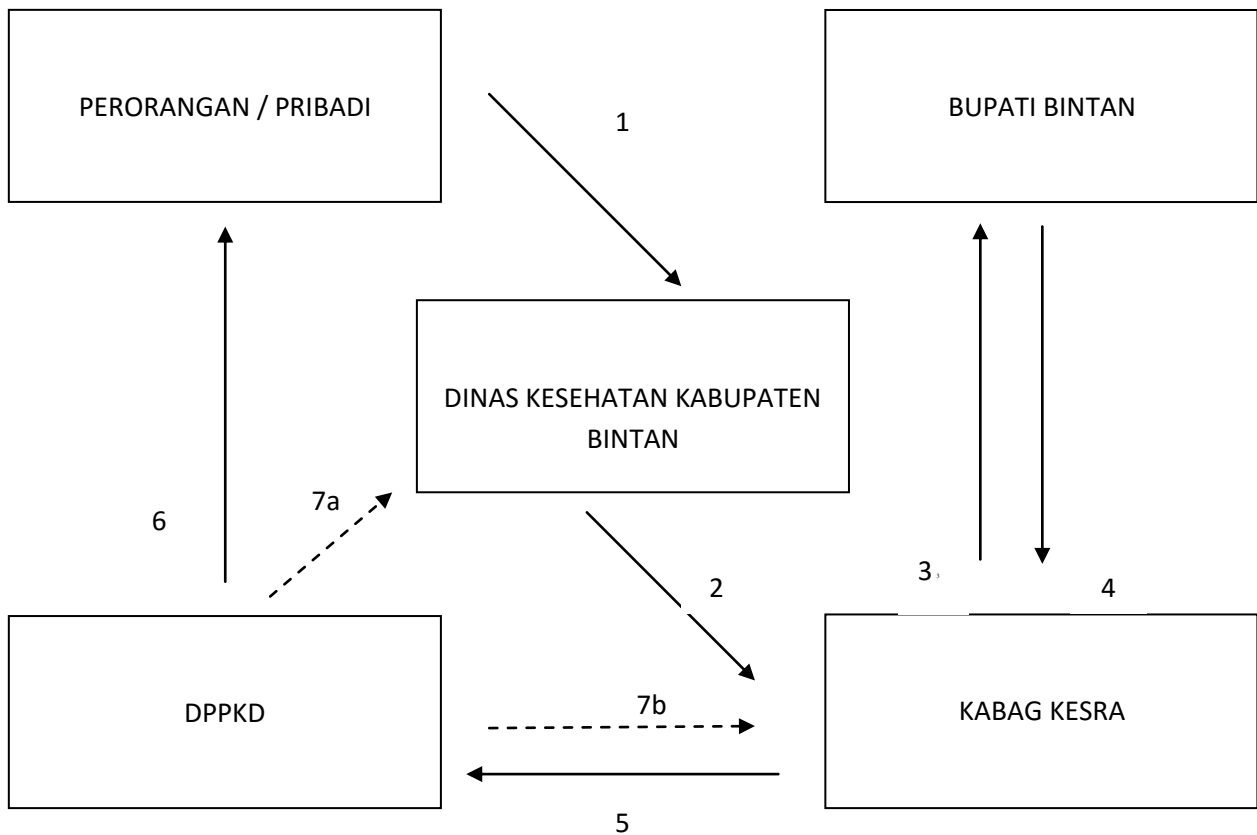 PERORANGAN / PRIBADI
BUPATI BINTAN
1
DINAS KESEHATAN KABUPATEN
BINTAN
7a
6
2
3 3
4
7b
DPPKD
KABAG KESRA
5